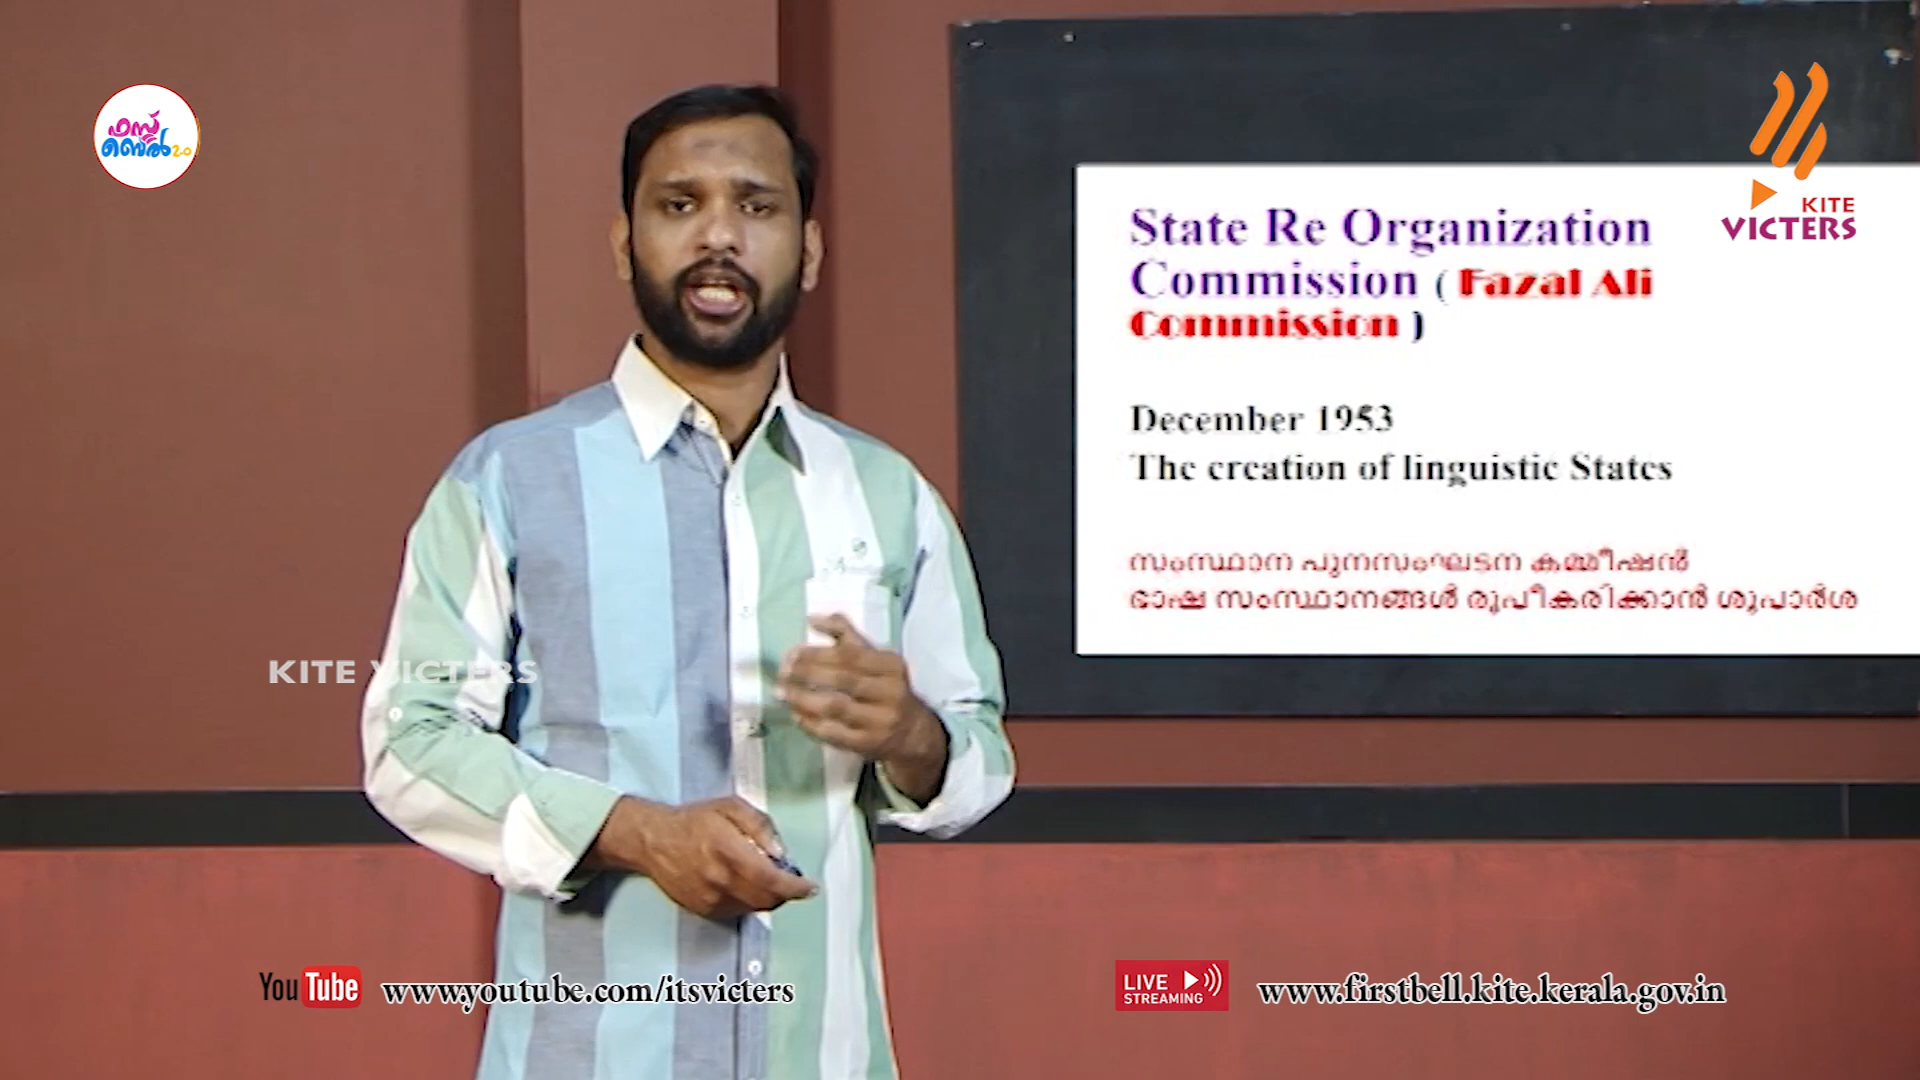 ഫസ്റ്റ്
ബെൽ 2.0
KITE
VICTERS
State Re Organization
Commission ( Fazal Ali
Commission )
December 1953
The creation of linguistic States
സംസ്ഥാന പുനസംഘടന കമ്മീഷൻ
ഭാഷ സംസ്ഥാനങ്ങൾ രൂപീകരിക്കാൻ ശുപാർശ
KITE VICTERS
YouTube www.youtube.com/itsvicters
LIVE
STREAMING
www.firstbell.kite.kerala.gov.in